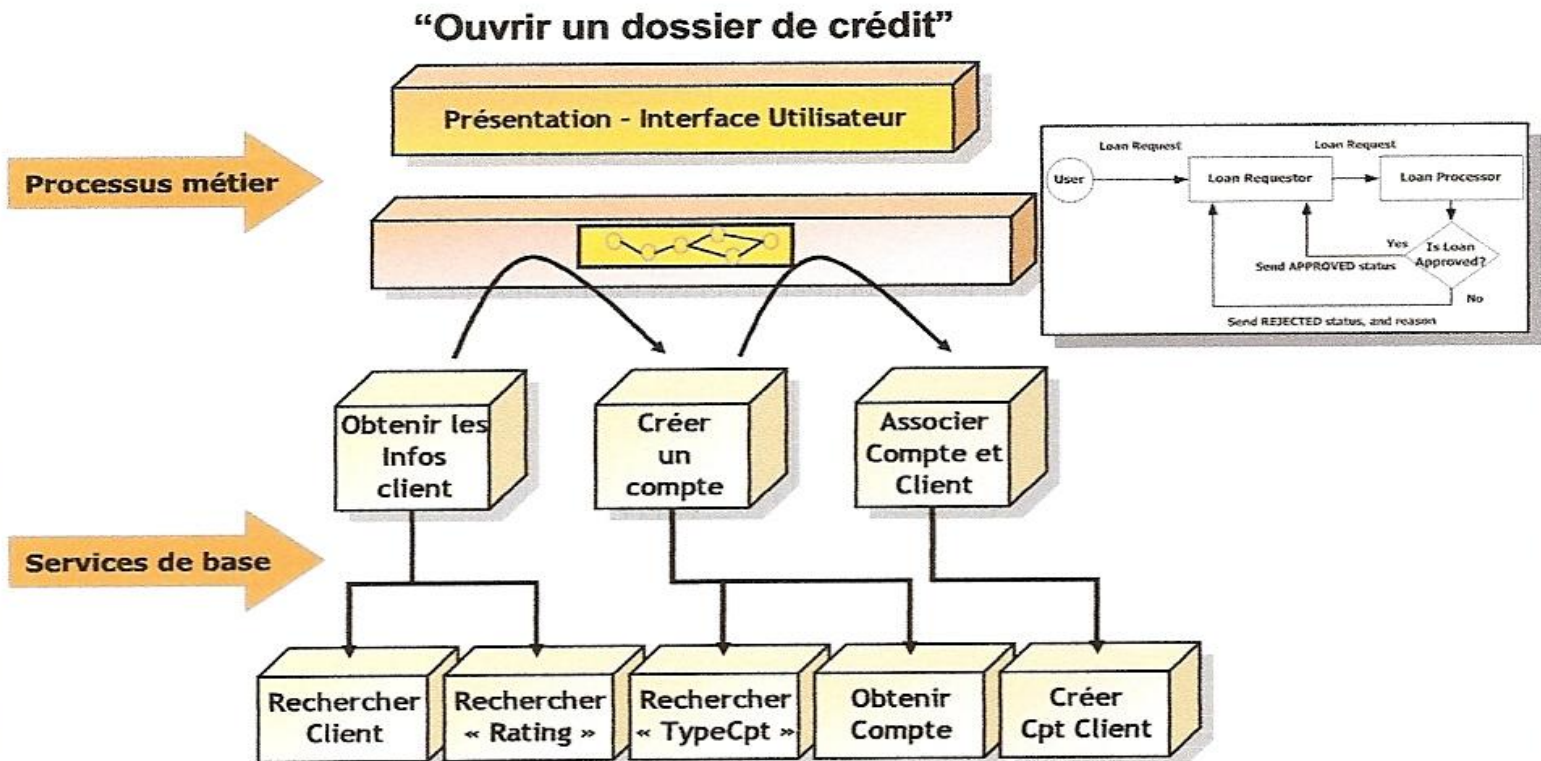 “Ouvrir un dossier de crédit”
Présentation - Interface Utilisateur
Processus métier
Loan Request
Loan Request
User
Loan Requestor
Loan Processor
Yes
Is Loan
Approved?
Send APPROVED status
No
Send REJECTED status, and reason
Obtenir les
Infos
client
Créer
un
compte
Associer
Compte et
Client
Services de base
Rechercher
Client
Rechercher
« Rating »
Rechercher
« TypeCpt »
Obtenir
Compte
Créer
Cpt Client